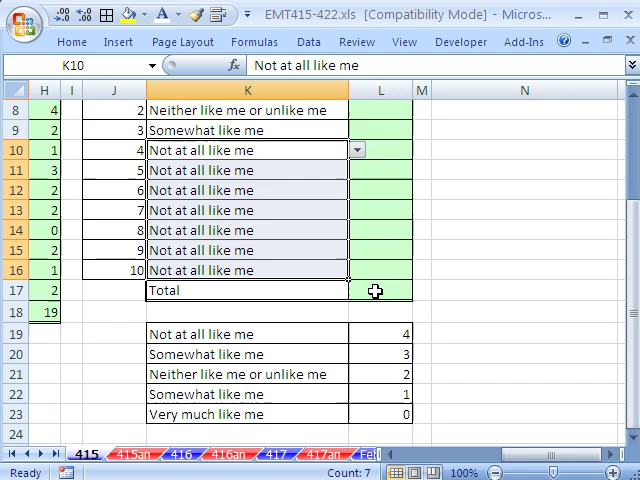 EMT415-422.xls [Compatibility Mode] - Micros...
Home Insert Page Layout Formulas Data Review View Developer Add-Ins
K10 fx Not at all like me
H I J K L M N
8 4 2 Neither like me or unlike me
9 2 3 Somewhat like me
10 1 4 Not at all like me
11 3 5 Not at all like me
12 2 6 Not at all like me
13 2 7 Not at all like me
14 0 8 Not at all like me
15 2 9 Not at all like me
16 1 10 Not at all like me
17 2 Total
18 19
19 Not at all like me 4
20 Somewhat like me 3
21 Neither like me or unlike me 2
22 Somewhat like me 1
23 Very much like me 0
24
415 415an 416 416an 417 417an
Ready Count: 7 100%